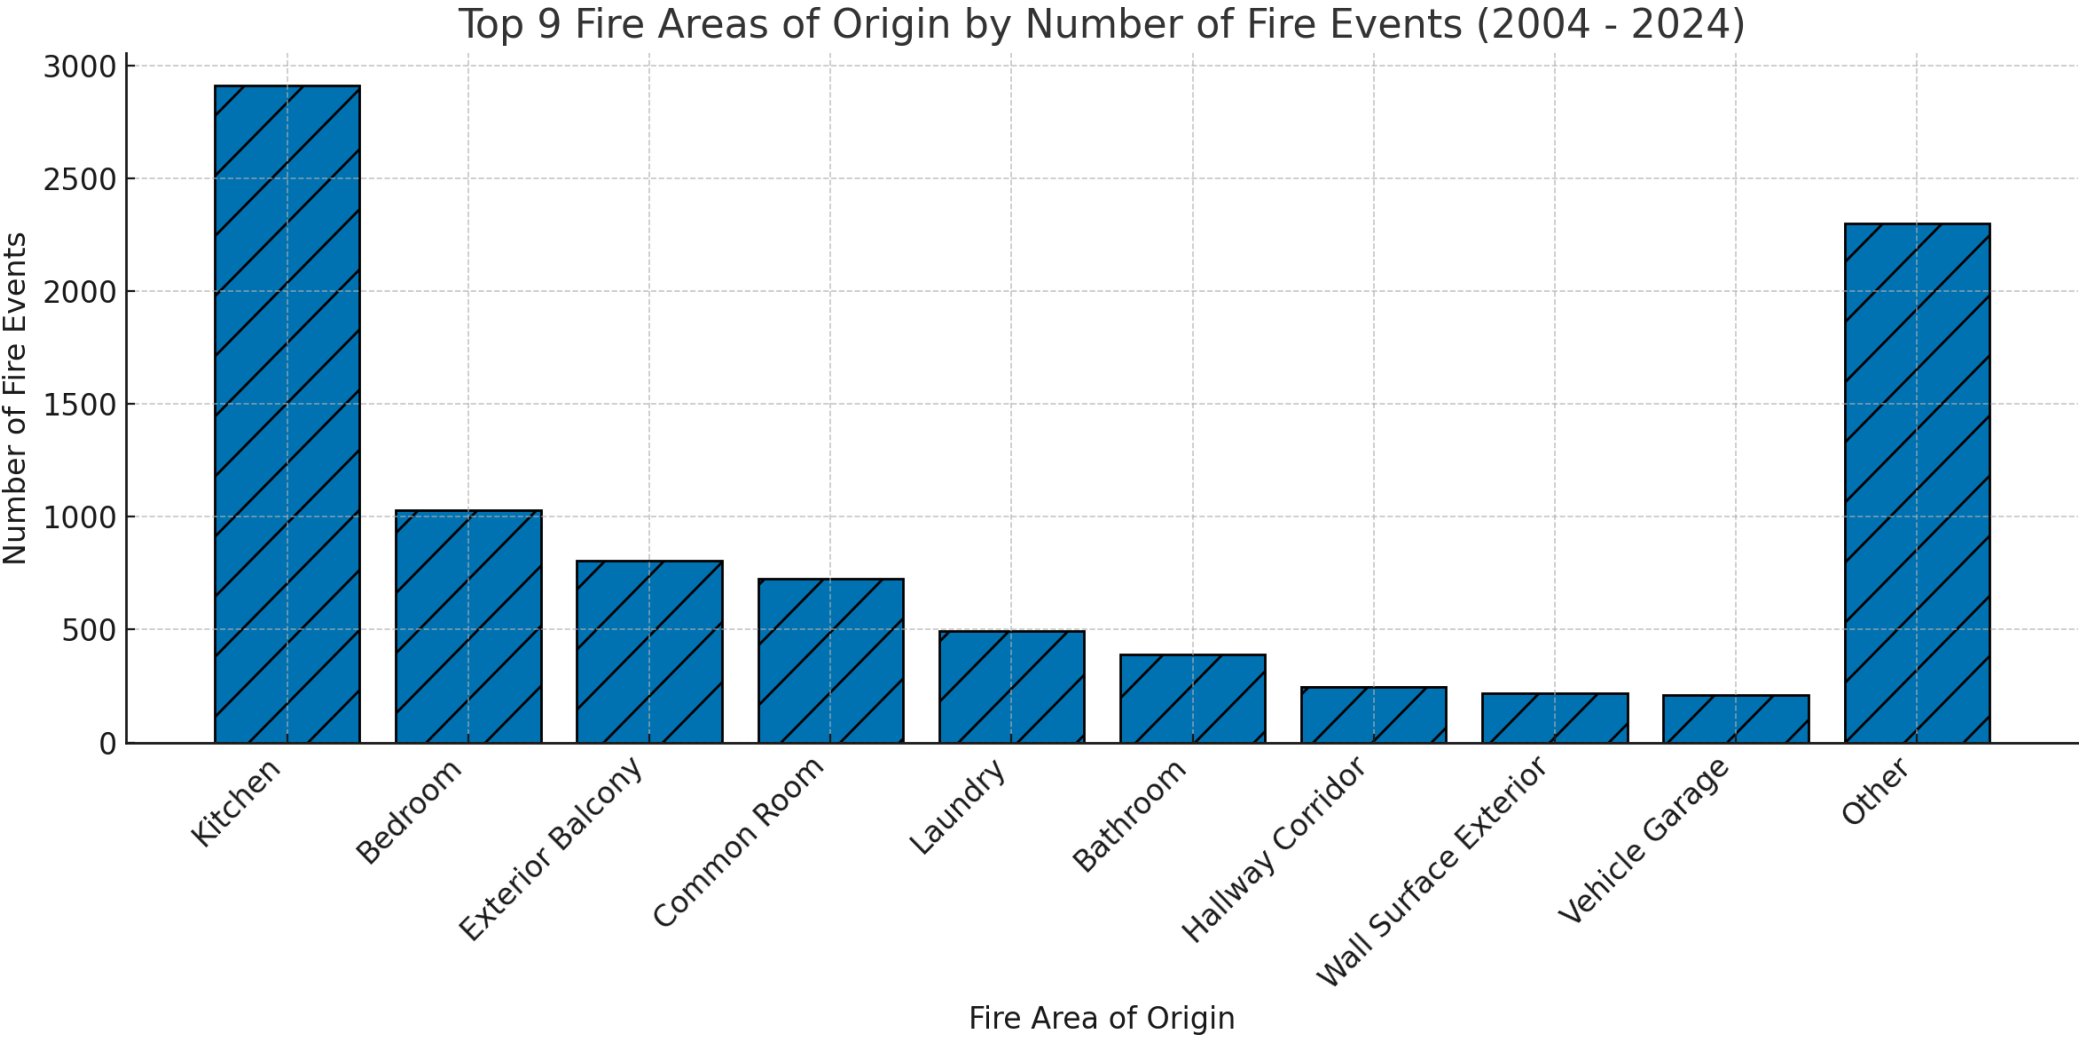 Top 9 Fire Areas of Origin by Number of Fire Events (2004 - 2024)
Number of Fire Events
3000
2500
2000
1500
1000
500
0
Kitchen
Bedroom
Exterior Balcony
Common Room
Laundry
Bathroom
Hallway Corridor
Wall Surface Exterior
Vehicle Garage
Other
Fire Area of Origin